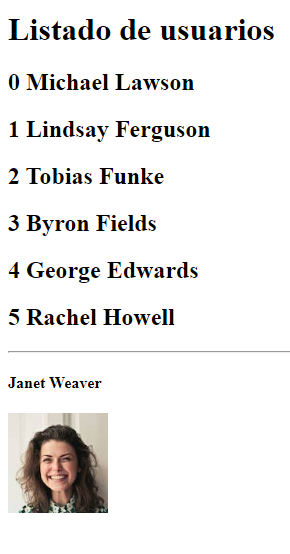 Listado de usuarios
0 Michael Lawson
1 Lindsay Ferguson
2 Tobias Funke
3 Byron Fields
4 George Edwards
5 Rachel Howell
Janet Weaver